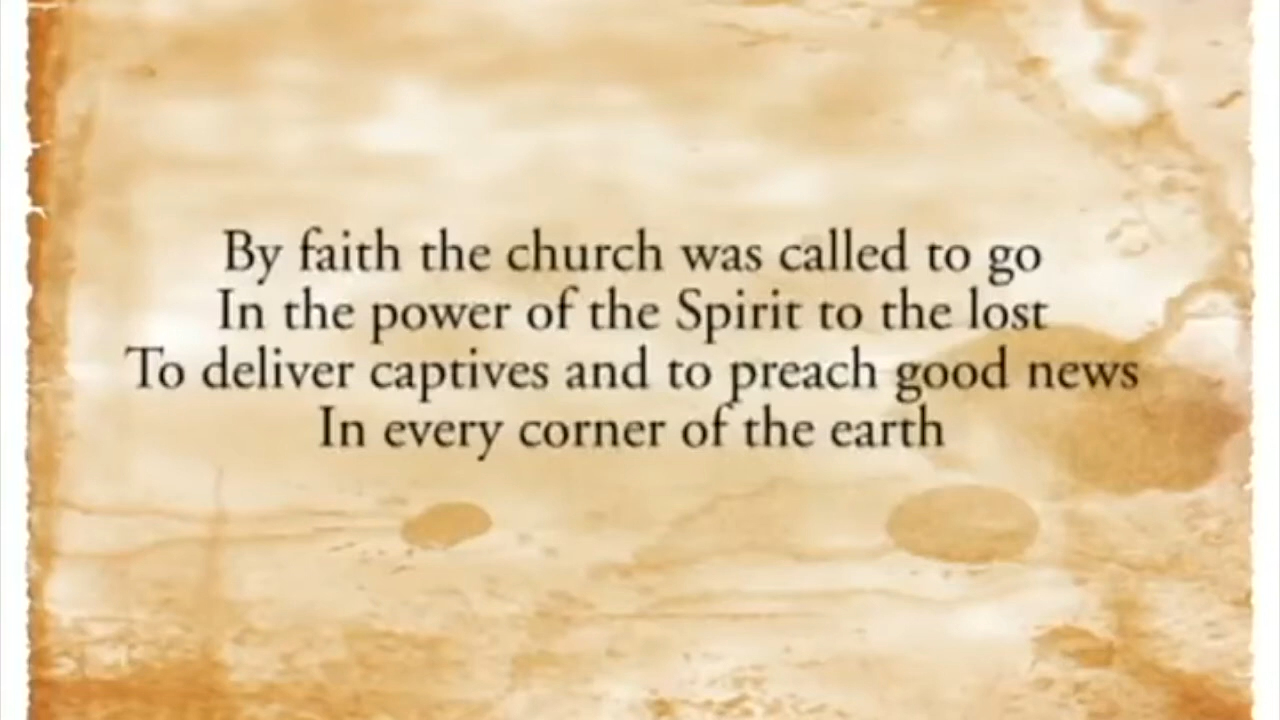 By faith the church was called to go
In the power of the Spirit to the lost
To deliver captives and to preach good news
In every corner of the earth